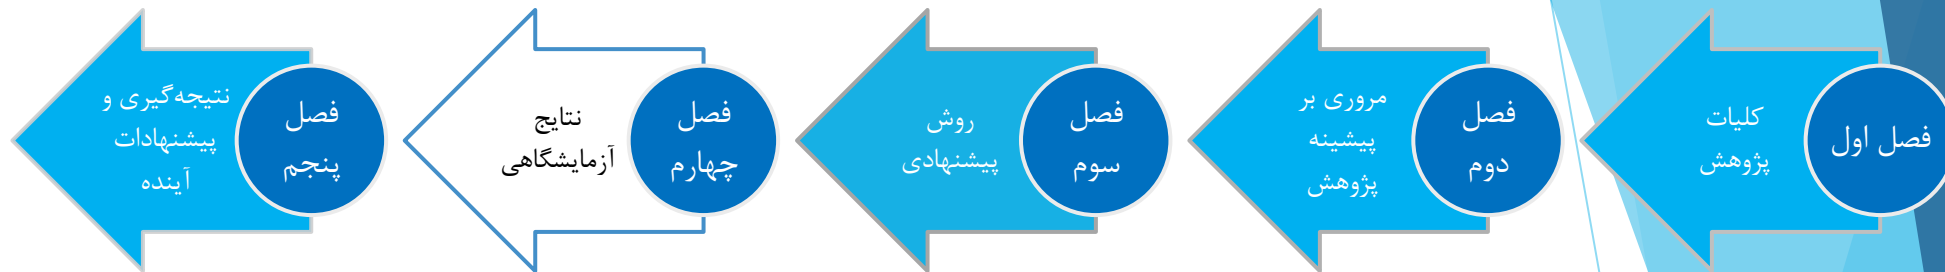 فصل اول
کلیات
پژوهش
فصل
دوم
مروری بر
پیشینه
پژوهش
فصل
سوم
روش
پیشنهادی
فصل
چهارم
نتایج
آزمایشگاهی
فصل
پنجم
نتیجه‌گیری و
پیشنهادات
آینده